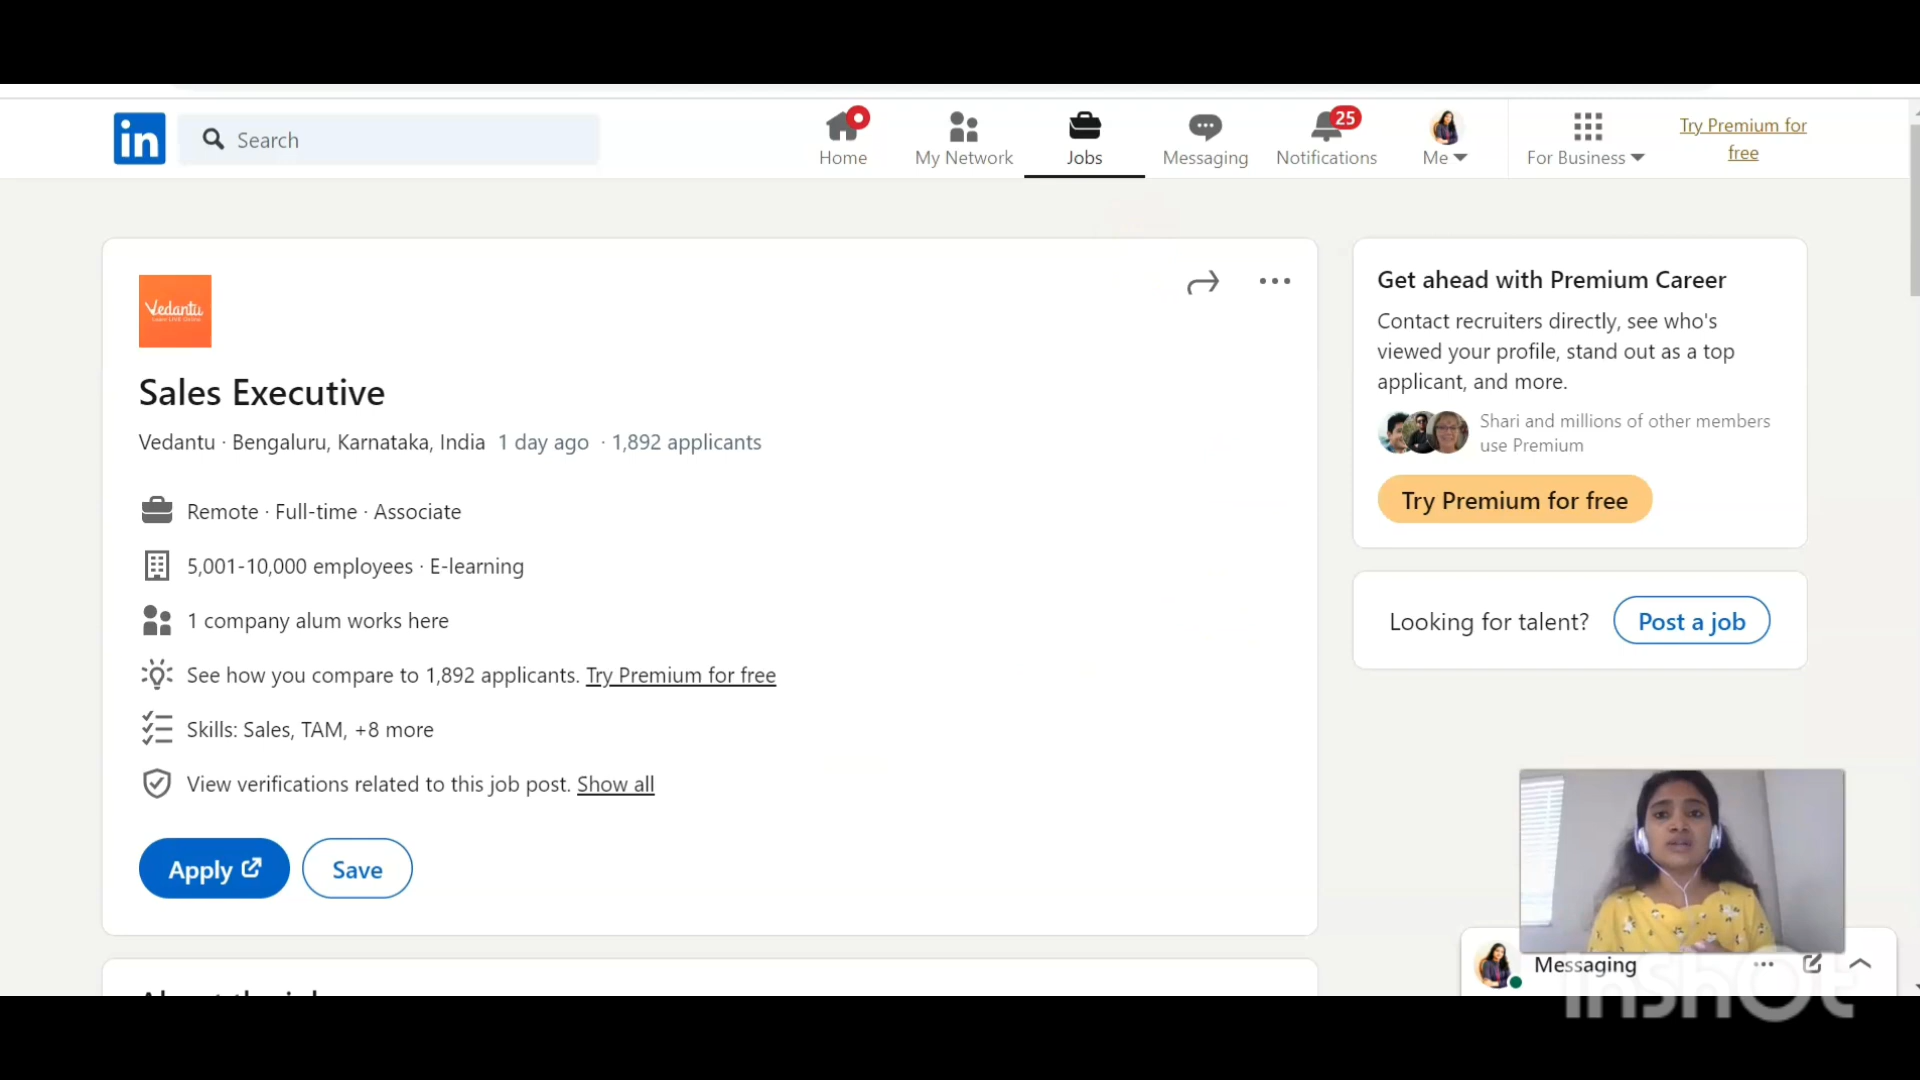 in
Search
Home
My Network
Jobs
Messaging
25
Notifications
Me
For Business
Try Premium for
free
Vedantu
Learn LIVE Online
Sales Executive
Vedantu · Bengaluru, Karnataka, India 1 day ago · 1,892 applicants
Remote · Full-time · Associate
5,001-10,000 employees · E-learning
1 company alum works here
See how you compare to 1,892 applicants. Try Premium for free
Skills: Sales, TAM, +8 more
View verifications related to this job post. Show all
Apply
Save
Get ahead with Premium Career
Contact recruiters directly, see who's
viewed your profile, stand out as a top
applicant, and more.
Shari and millions of other members
use Premium
Try Premium for free
Looking for talent?
Post a job
Messaging
InShOt